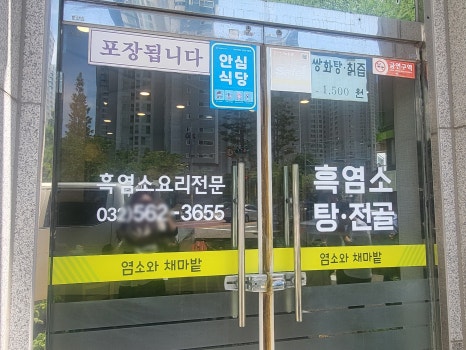 포장됩니다
안심
식당
쌍화탕·칡즙
1,500 원
금연구역
흑염소요리전문
032)562-3655
흑염소
탕·전골
염소와 채마밭
염소와 채마밭